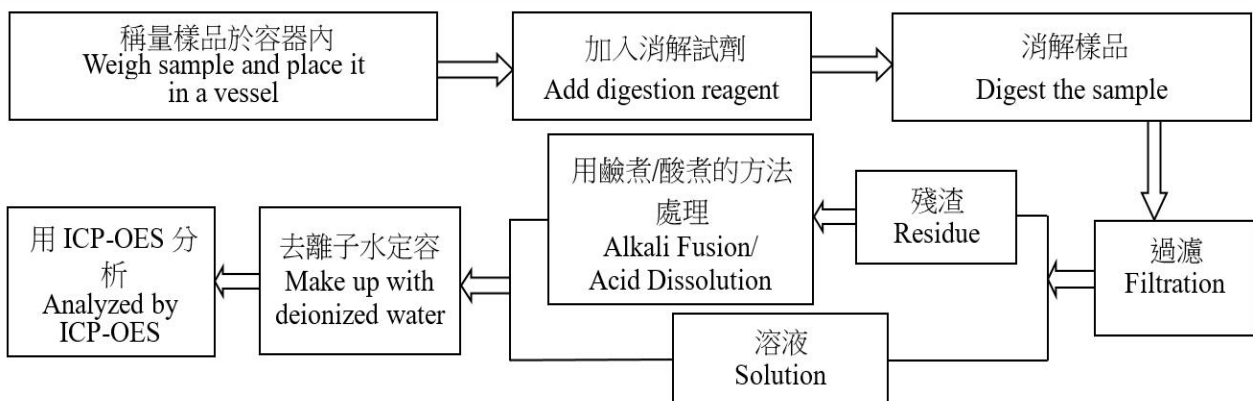 稱量樣品於容器內
Weigh sample and place it
in a vessel
加入消解試劑
Add digestion reagent
消解樣品
Digest the sample
過濾
Filtration
殘渣
Residue
用鹼煮/酸煮的方法
處理
Alkali Fusion/
Acid Dissolution
溶液
Solution
去離子水定容
Make up with
deionized water
用 ICP-OES 分
析
Analyzed by
ICP-OES